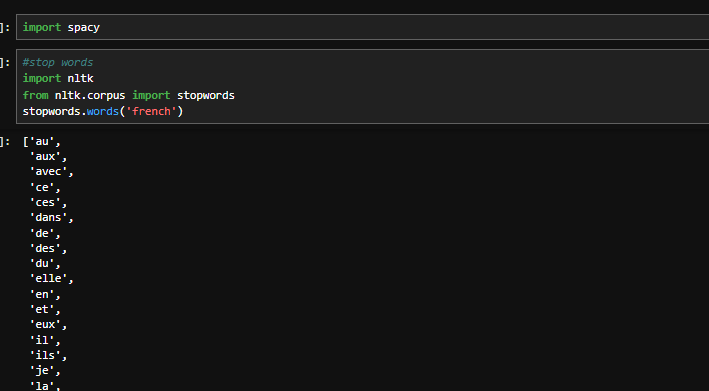 ]: import spacy
]: #stop words
import nltk
from nltk.corpus import stopwords
stopwords.words('french')
]: ['au',
'aux',
'avec',
'ce',
'ces',
'dans',
'de',
'des',
'du',
'elle',
'en',
'et',
'eux',
'il',
'ils',
'je',
'la',